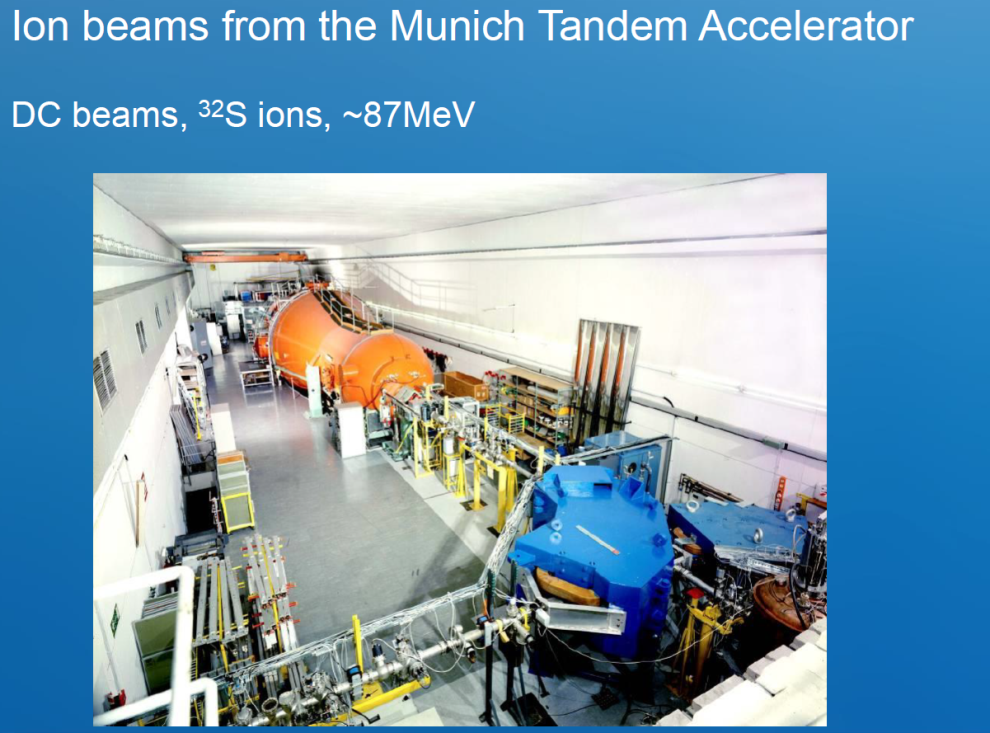 Ion beams from the Munich Tandem Accelerator
DC beams, ³²S ions, ~87MeV